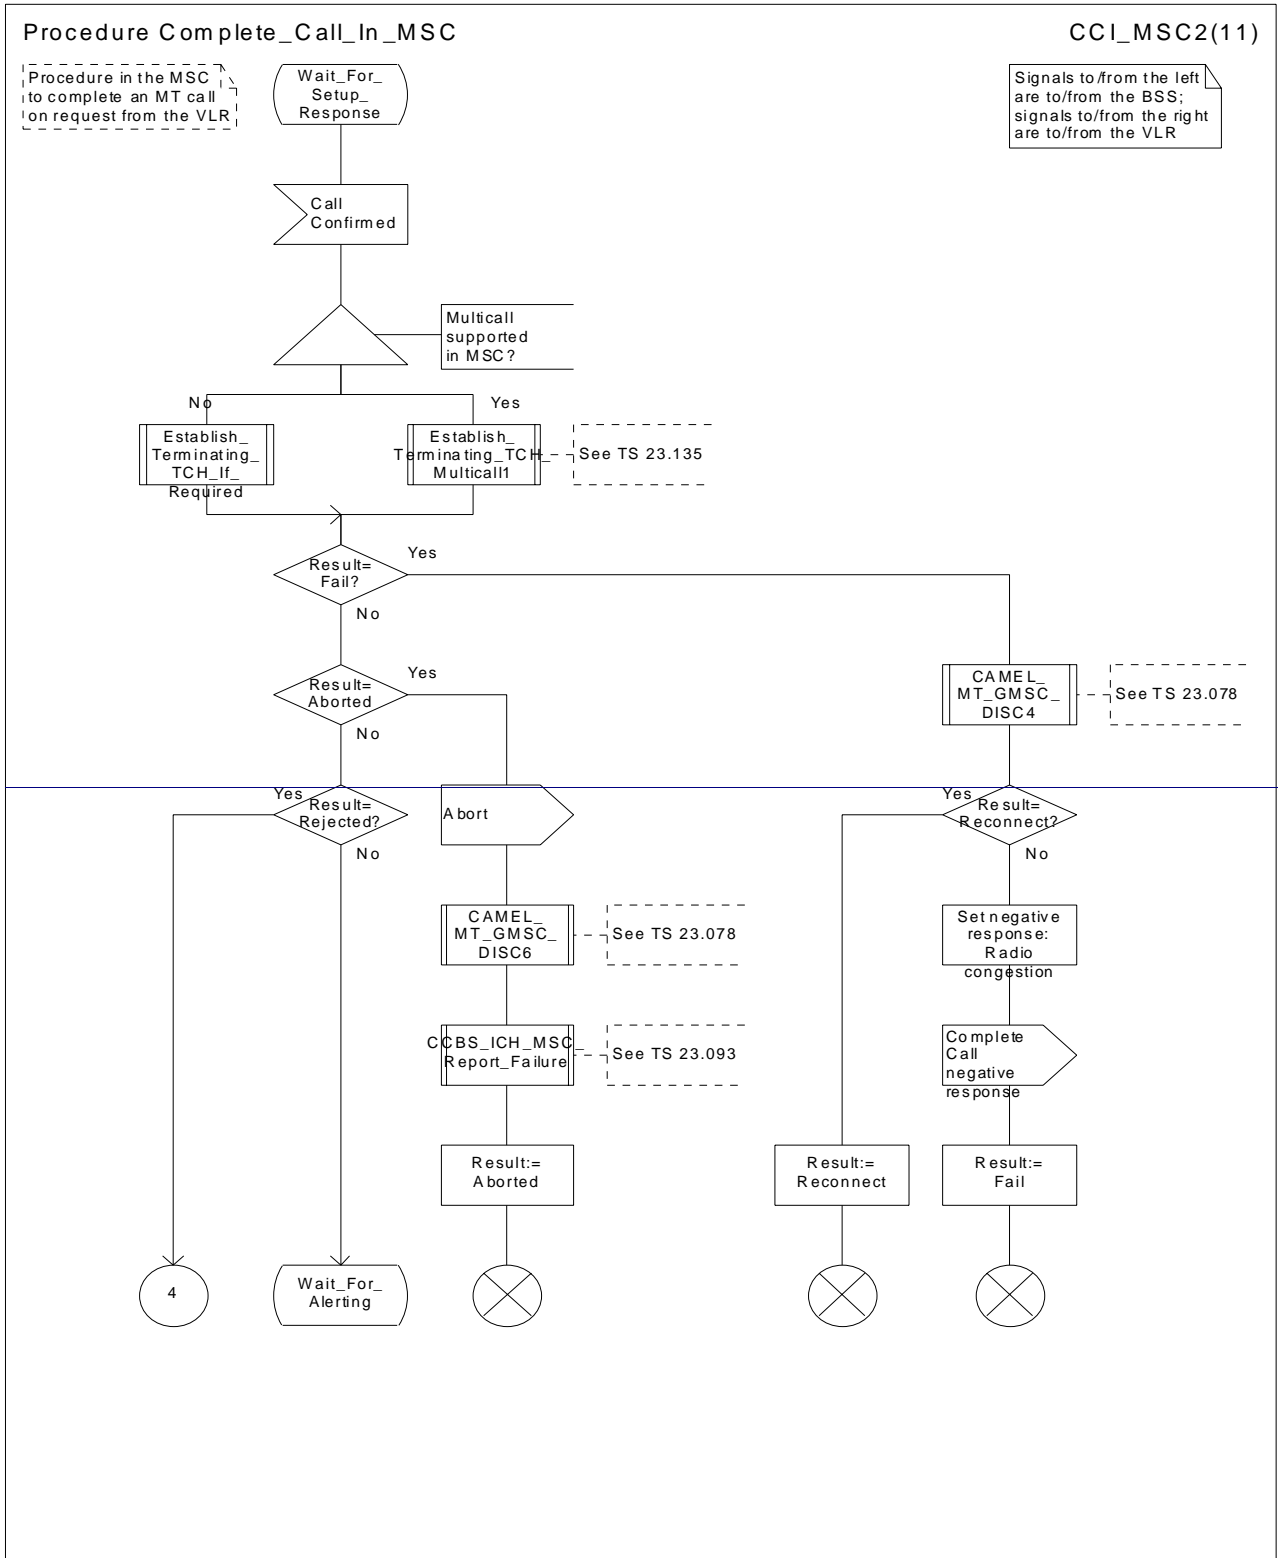 Procedure Complete_Call_In_MSC
CCI_MSC2(11)
Procedure in the MSC
to complete an MT call
on request from the VLR
Wait_For_
Setup_
Response
Signals to/from the left
are to/from the BSS;
signals to/from the right
are to/from the VLR
Call
Confirmed
Multicall
supported
in MSC?
No
Yes
Establish_
Terminating_
TCH_If_
Required
Establish_
Terminating_TCH_
Multicall1
See TS 23.135
Result=
Fail?
Yes
No
Result=
Aborted
Yes
No
CAMEL_
MT_GMSC_
DISC4
See TS 23.078
Yes
Result=
Rejected?
No
Abort
Yes
Result=
Reconnect?
No
CAMEL_
MT_GMSC_
DISC6
See TS 23.078
Set negative
response:
Radio
congestion
CCBS_ICH_MSC_
Report_Failure
See TS 23.093
Complete
Call
negative
response
Result:=
Aborted
Result:=
Reconnect
Result:=
Fail
4
Wait_For_
Alerting